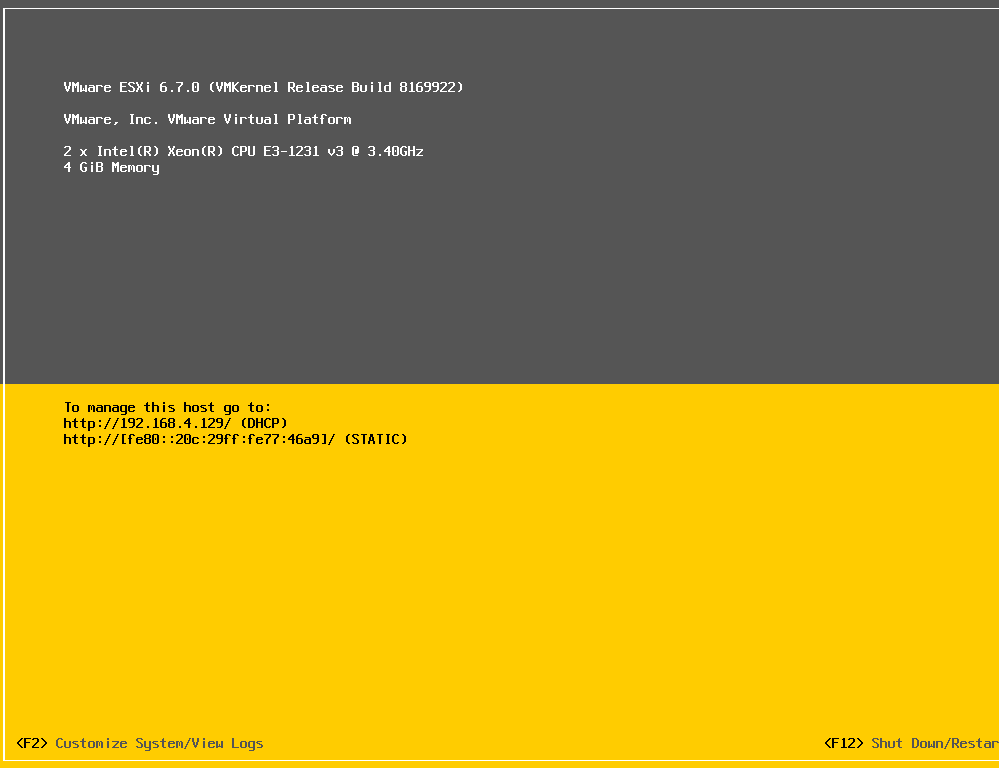 VMware ESXi 6.7.0 (VMKernel Release Build 8169922)
VMware, Inc. VMware Virtual Platform
2 x Intel(R) Xeon(R) CPU E3-1231 v3 @ 3.40GHz
4 GiB Memory
To manage this host go to:
http://192.168.4.129/ (DHCP)
http://[fe80::20c:29ff:fe77:46a9]/ (STATIC)
<F2> Customize System/View Logs
<F12> Shut Down/Restar